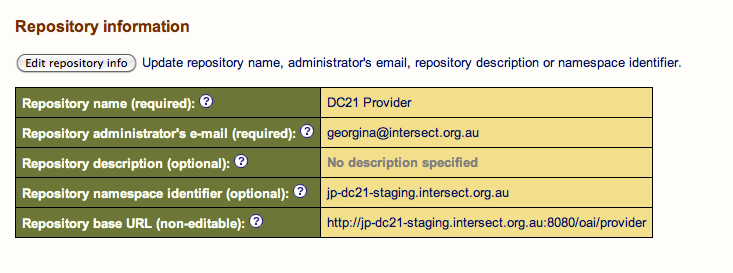 Repository information
Edit repository info Update repository name, administrator's email, repository description or namespace identifier.
Repository name (required): ? DC21 Provider
Repository administrator's e-mail (required): ? georgina@intersect.org.au
Repository description (optional): ? No description specified
Repository namespace identifier (optional): ? jp-dc21-staging.intersect.org.au
Repository base URL (non-editable): ? http://jp-dc21-staging.intersect.org.au:8080/oai/provider